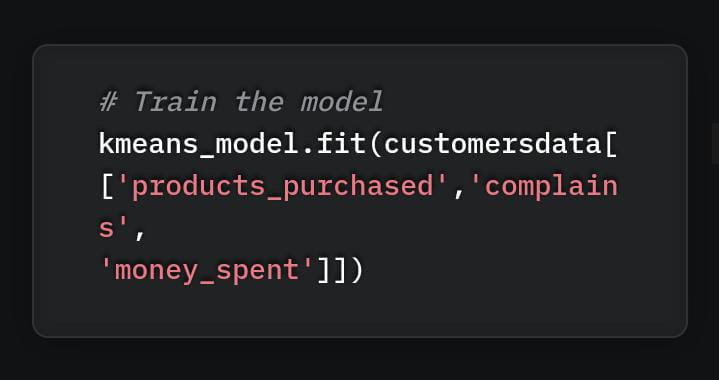 # Train the model
kmeans_model.fit(customersdata[
['products_purchased','complain
s',
'money_spent']])